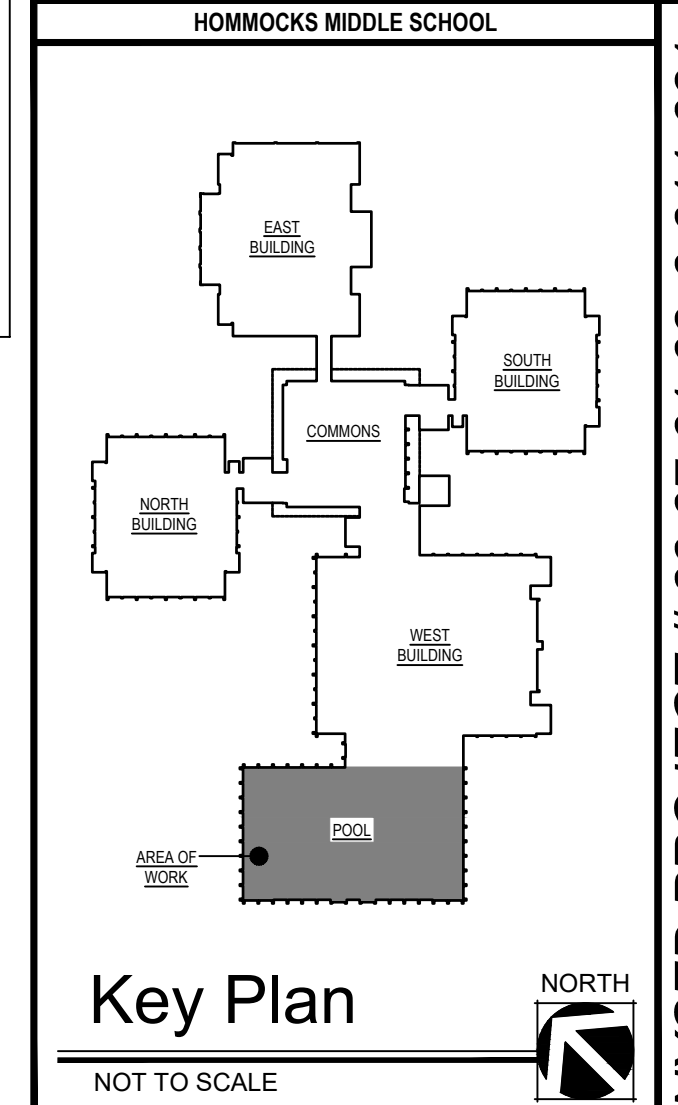 HOMMOCKS MIDDLE SCHOOL
EAST
BUILDING
SOUTH
BUILDING
COMMONS
NORTH
BUILDING
WEST
BUILDING
POOL
AREA OF
WORK
Key Plan
NORTH
NOT TO SCALE